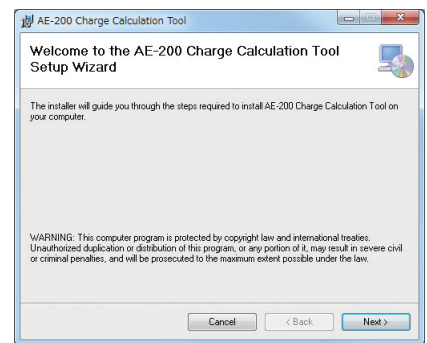 AE-200 Charge Calculation Tool
Welcome to the AE-200 Charge Calculation Tool
Setup Wizard
The installer will guide you through the steps required to install AE-200 Charge Calculation Tool on
your computer.
WARNING: This computer program is protected by copyright law and international treaties.
Unauthorized duplication or distribution of this program, or any portion of it, may result in severe civil
or criminal penalties, and will be prosecuted to the maximum extent possible under the law.
Cancel
< Back
Next >